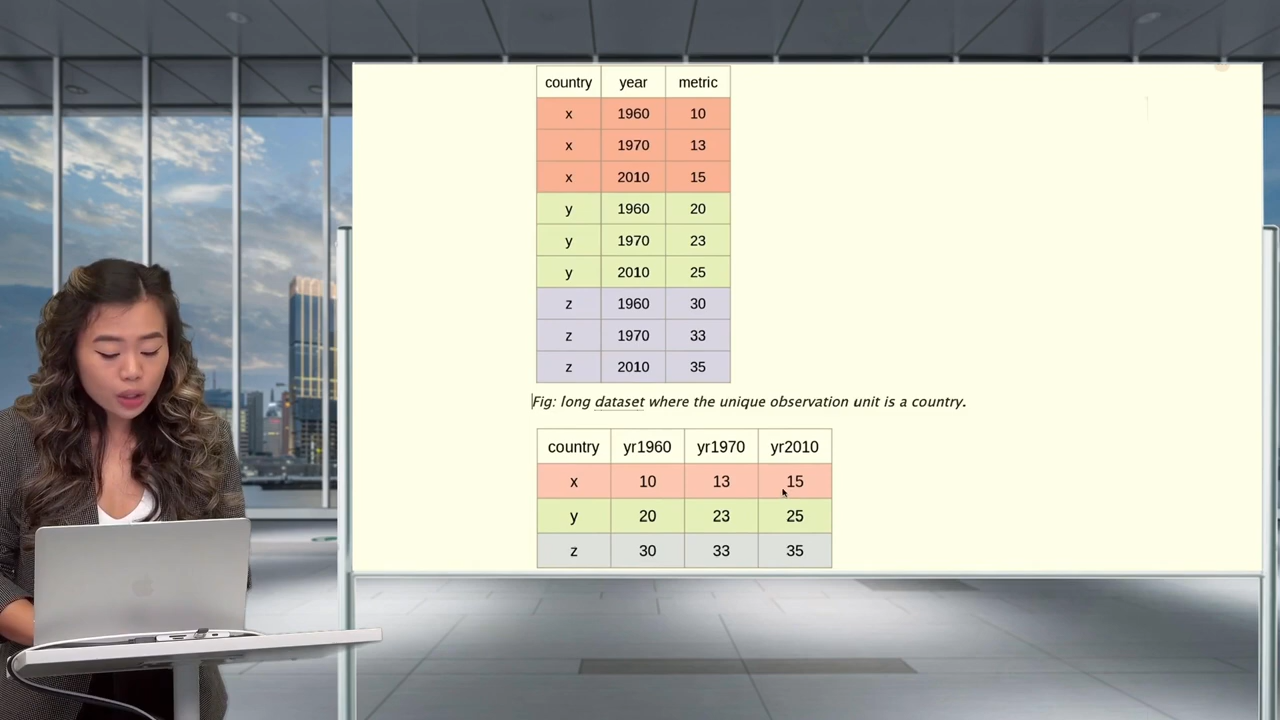 country year metric
x 1960 10
x 1970 13
x 2010 15
y 1960 20
y 1970 23
y 2010 25
z 1960 30
z 1970 33
z 2010 35
Fig: long dataset where the unique observation unit is a country.
country yr1960 yr1970 yr2010
x 10 13 15
y 20 23 25
z 30 33 35